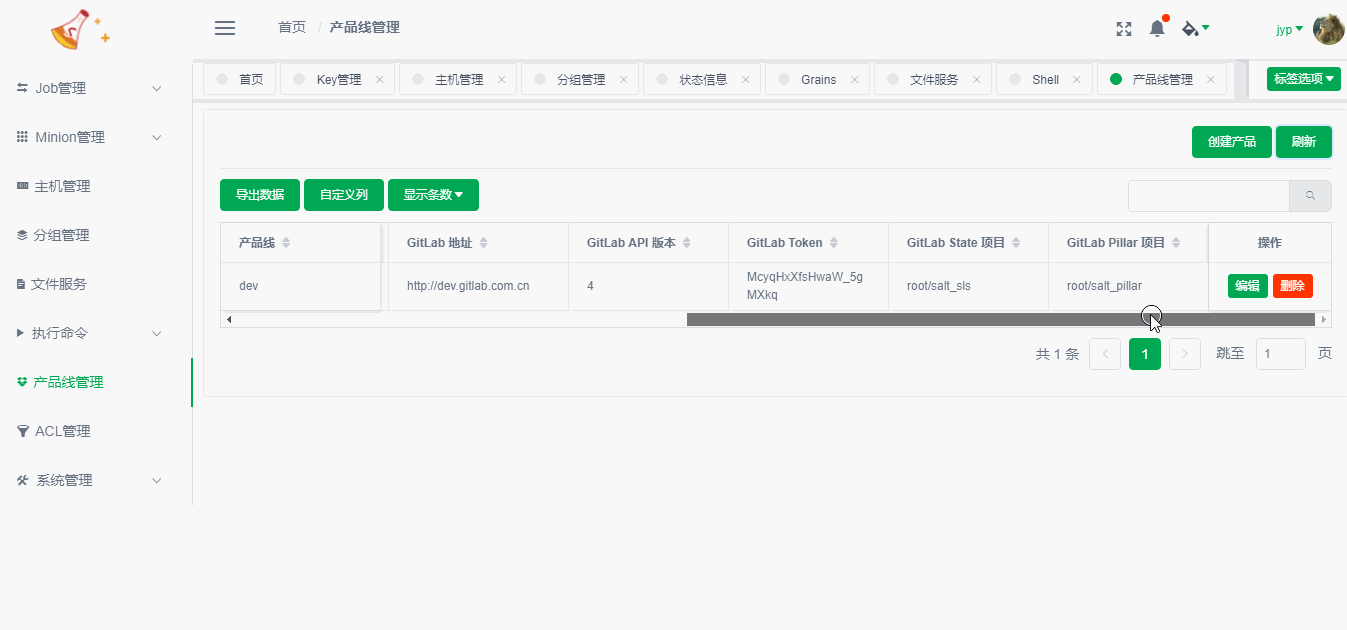 首页 / 产品线管理
jyp
Job管理
Minion管理
主机管理
分组管理
文件服务
执行命令
产品线管理
ACL管理
系统管理
首页
Key管理
主机管理
分组管理
状态信息
Grains
文件服务
Shell
产品线管理
标签选项
创建产品
刷新
导出数据
自定义列
显示条数
产品线
GitLab 地址
GitLab API 版本
GitLab Token
GitLab State 项目
GitLab Pillar 项目
操作
dev
http://dev.gitlab.com.cn
4
McyqHxXfsHwaW_5g
MXkq
root/salt_sls
root/salt_pillar
编辑
删除
共 1 条
1
跳至
1
页